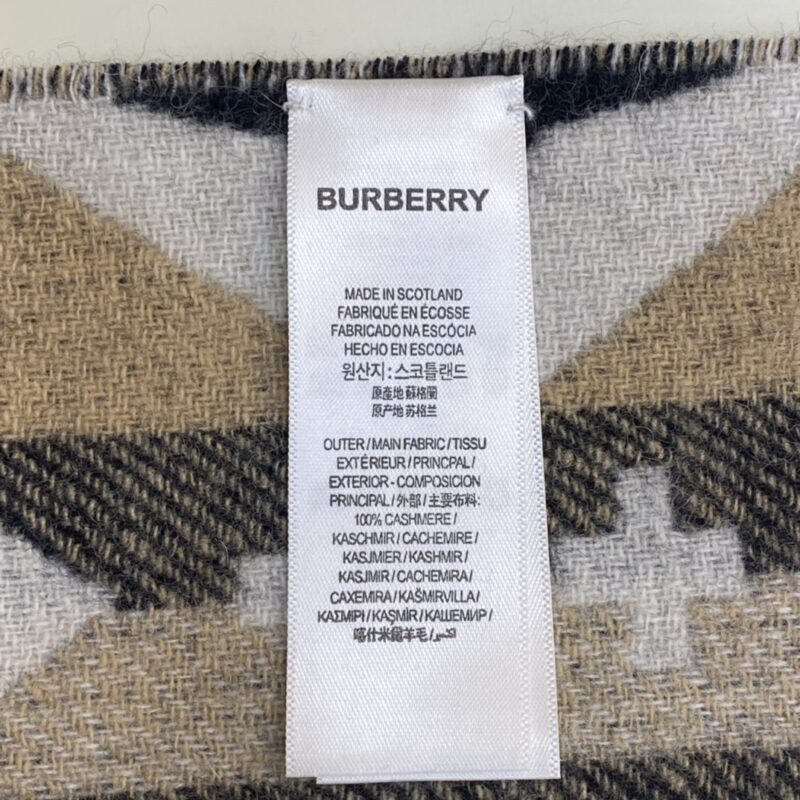 BURBERRY
MADE IN SCOTLAND
FABRIQUÉ EN ÉCOSSE
FABRICADO NA ESCÓCIA
HECHO EN ESCOCIA
원산지 : 스코틀랜드
原產地 蘇格蘭
原产地 苏格兰
OUTER / MAIN FABRIC / TISSU
EXTÉRIEUR / PRINCPAL /
EXTERIOR - COMPOSICION
PRINCIPAL / 外部 / 主要布料:
100% CASHMERE /
KASCHMIR / CACHEMIRE /
KASJMIER / KASHMIR /
KASJMIR / CACHEMIRA /
CAXEMIRA / KAŠMIRVILLA /
ΚΑΣΜΙΡΙ / KAŞMİR / КАШЕМИР /
喀什米 羊毛 /